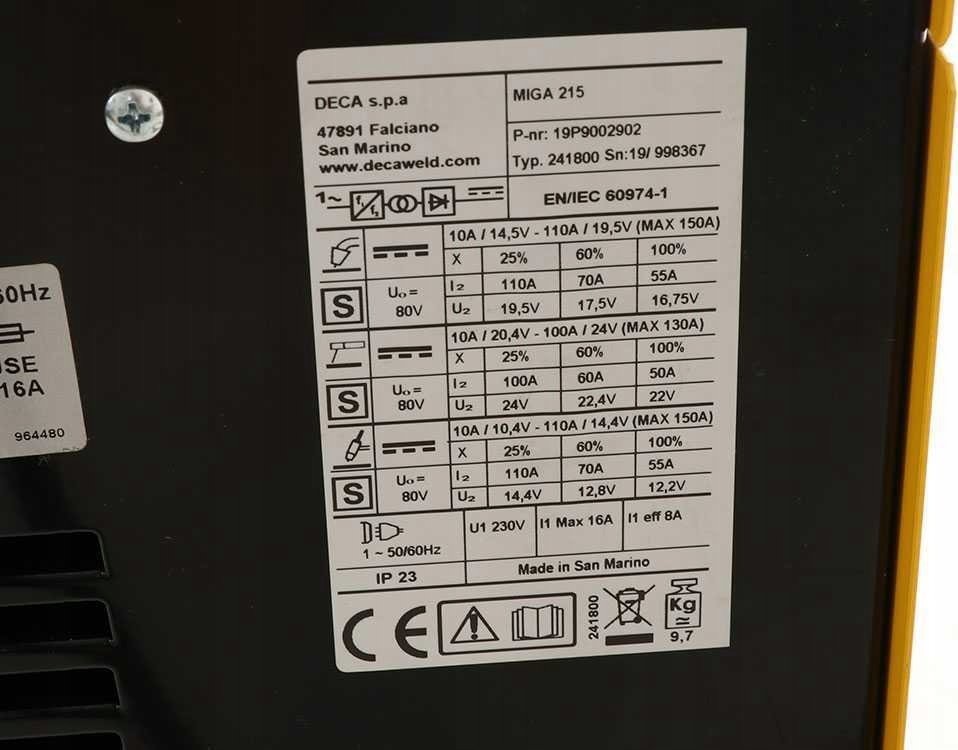 DECA s.p.a
47891 Falciano
San Marino
www.decaweld.com
MIGA 215
P-nr: 19P9002902
Typ. 241800 Sn:19/ 998367
1~ f1/f2
EN/IEC 60974-1
10A / 14,5V - 110A / 19,5V (MAX 150A)
X 25% 60% 100%
I2 110A 70A 55A
U2 19,5V 17,5V 16,75V
S U0= 80V
10A / 20,4V - 100A / 24V (MAX 130A)
X 25% 60% 100%
I2 100A 60A 50A
U2 24V 22,4V 22V
S U0= 80V
10A / 10,4V - 110A / 14,4V (MAX 150A)
X 25% 60% 100%
I2 110A 70A 55A
U2 14,4V 12,8V 12,2V
S U0= 80V
1 ~ 50/60Hz
U1 230V I1 Max 16A I1 eff 8A
IP 23
Made in San Marino
CE
241800
Kg
≃
9,7
60Hz
16A
964480